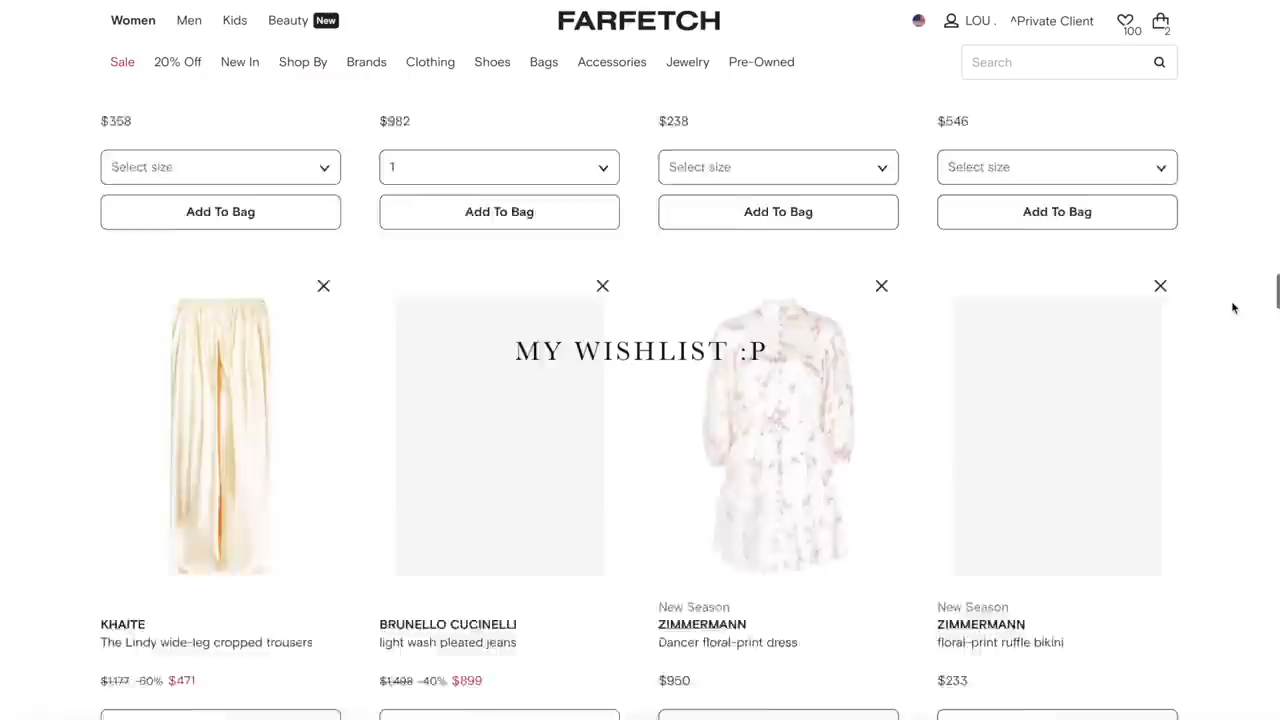 Women Men Kids Beauty New FARFETCH LOU . ^Private Client 100 2
Sale 20% Off New In Shop By Brands Clothing Shoes Bags Accessories Jewelry Pre-Owned Search
$358 $982 $238 $546
Select size 1 Select size Select size
Add To Bag Add To Bag Add To Bag Add To Bag
MY WISHLIST :P
New Season New Season
KHAITE BRUNELLO CUCINELLI ZIMMERMANN ZIMMERMANN
The Lindy wide-leg cropped trousers light wash pleated jeans Dancer floral-print dress floral-print ruffle bikini
$1,177 -60% $471 $1,498 -40% $899 $950 $233